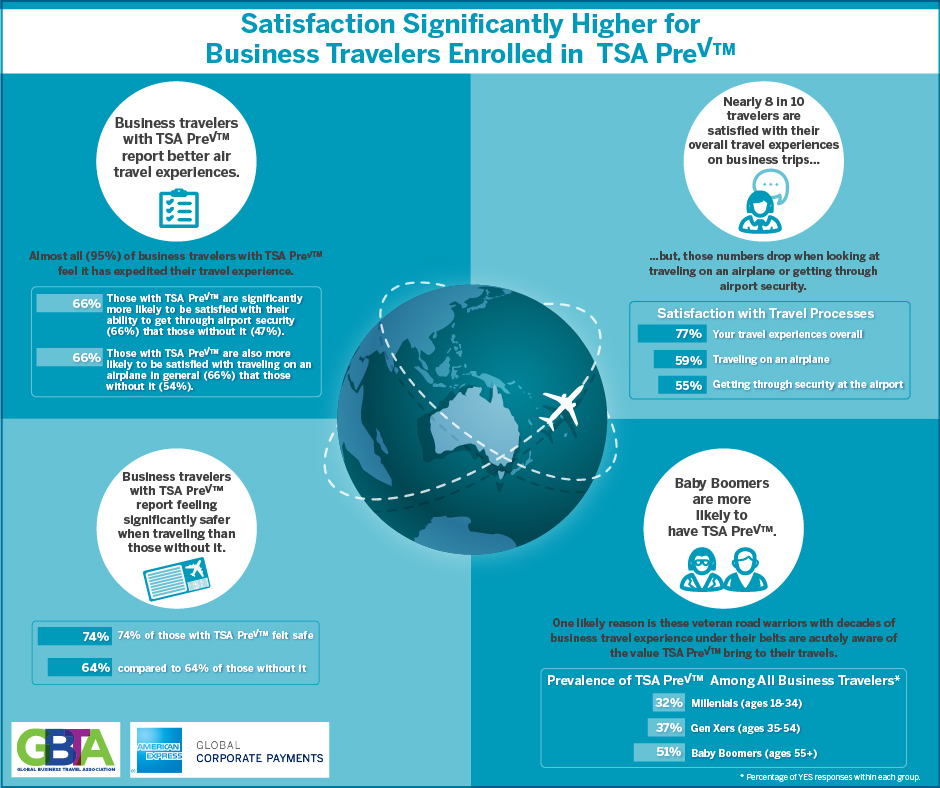 Satisfaction Significantly Higher for
Business Travelers Enrolled in TSA Pre✓™
Business travelers
with TSA Pre✓™
report better air
travel experiences.
Almost all (95%) of business travelers with TSA Pre✓™
feel it has expedited their travel experience.
66% Those with TSA Pre✓™ are significantly
more likely to be satisfied with their
ability to get through airport security
(66%) that those without it (47%).
66% Those with TSA Pre✓™ are also more
likely to be satisfied with traveling on an
airplane in general (66%) that those
without it (54%).
Nearly 8 in 10
travelers are
satisfied with their
overall travel experiences
on business trips...
...but, those numbers drop when looking at
traveling on an airplane or getting through
airport security.
Satisfaction with Travel Processes
77% Your travel experiences overall
59% Traveling on an airplane
55% Getting through security at the airport
Business travelers
with TSA Pre✓™
report feeling
significantly safer
when traveling than
those without it.
74% 74% of those with TSA Pre✓™ felt safe
64% compared to 64% of those without it
Baby Boomers
are more
likely to
have TSA Pre✓™.
One likely reason is these veteran road warriors with decades of
business travel experience under their belts are acutely aware of
the value TSA Pre✓™ bring to their travels.
Prevalence of TSA Pre✓™ Among All Business Travelers*
32% Millenials (ages 18-34)
37% Gen Xers (ages 35-54)
51% Baby Boomers (ages 55+)
* Percentage of YES responses within each group.
GBTA
GLOBAL BUSINESS TRAVEL ASSOCIATION
AMERICAN
EXPRESS
®
GLOBAL
CORPORATE PAYMENTS